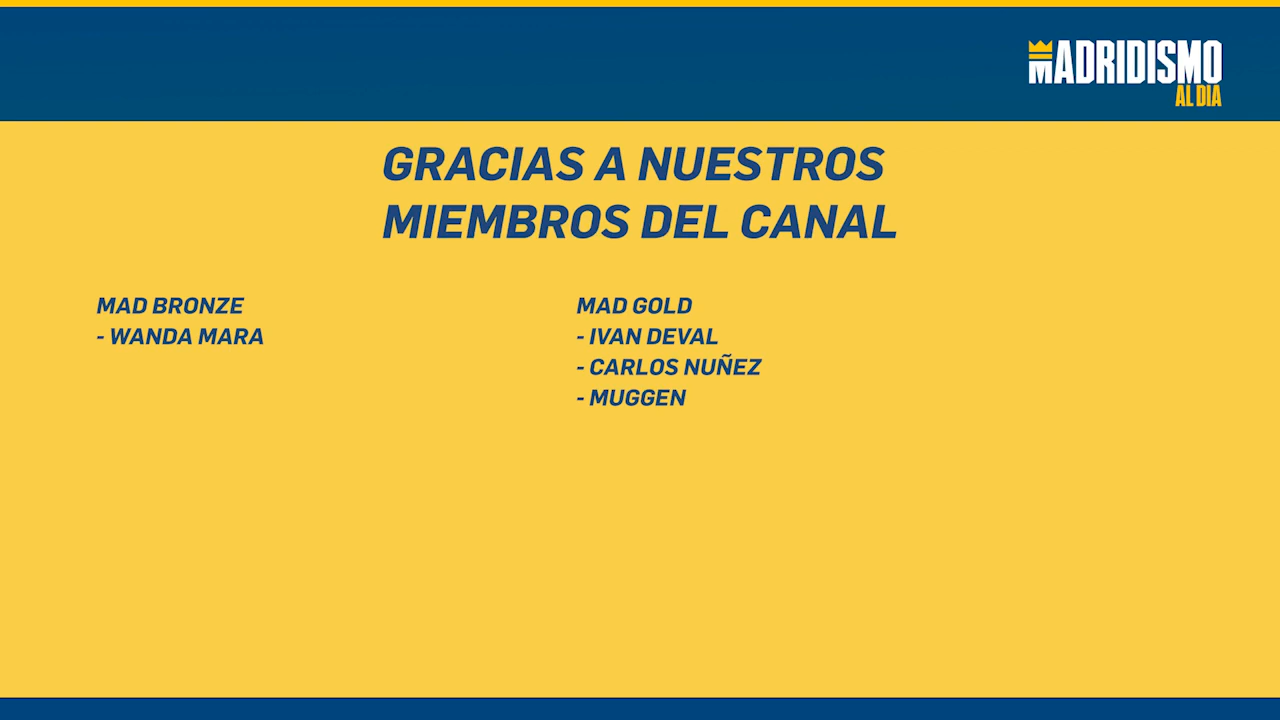 MADRIDISMO
AL DIA
GRACIAS A NUESTROS
MIEMBROS DEL CANAL
MAD BRONZE
- WANDA MARA
MAD GOLD
- IVAN DEVAL
- CARLOS NUÑEZ
- MUGGEN